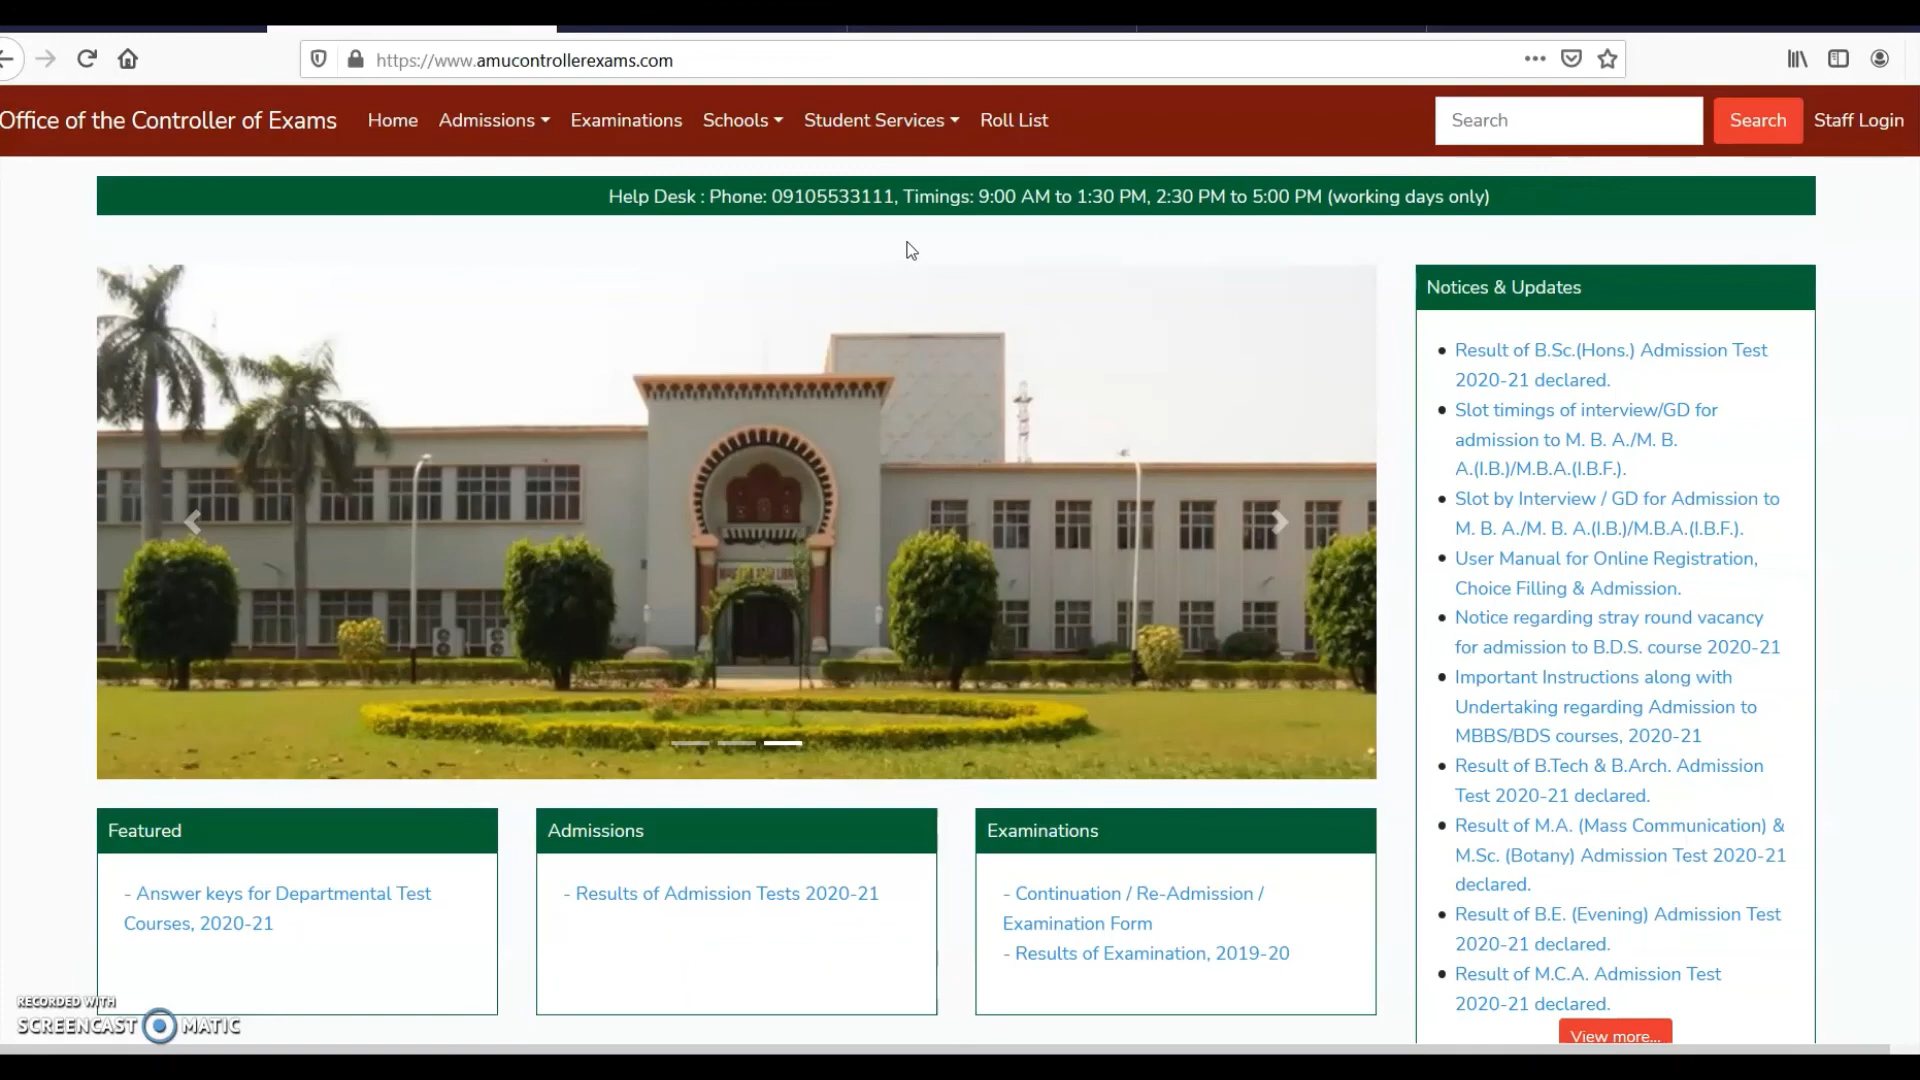 https://www.amucontrollerexams.com
Office of the Controller of Exams
Home
Admissions
Examinations
Schools
Student Services
Roll List
Search
Search
Staff Login
Help Desk : Phone: 09105533111, Timings: 9:00 AM to 1:30 PM, 2:30 PM to 5:00 PM (working days only)
Notices & Updates
Result of B.Sc.(Hons.) Admission Test
2020-21 declared.
Slot timings of interview/GD for
admission to M. B. A./M. B.
A.(I.B.)/M.B.A.(I.B.F.).
Slot by Interview / GD for Admission to
M. B. A./M. B. A.(I.B.)/M.B.A.(I.B.F.).
User Manual for Online Registration,
Choice Filling & Admission.
Notice regarding stray round vacancy
for admission to B.D.S. course 2020-21
Important Instructions along with
Undertaking regarding Admission to
MBBS/BDS courses, 2020-21
Result of B.Tech & B.Arch. Admission
Test 2020-21 declared.
Result of M.A. (Mass Communication) &
M.Sc. (Botany) Admission Test 2020-21
declared.
Result of B.E. (Evening) Admission Test
2020-21 declared.
Result of M.C.A. Admission Test
2020-21 declared.
View more...
Featured
- Answer keys for Departmental Test
Courses, 2020-21
Admissions
- Results of Admission Tests 2020-21
Examinations
- Continuation / Re-Admission /
Examination Form
- Results of Examination, 2019-20
RECORDED WITH
SCREENCAST MATIC